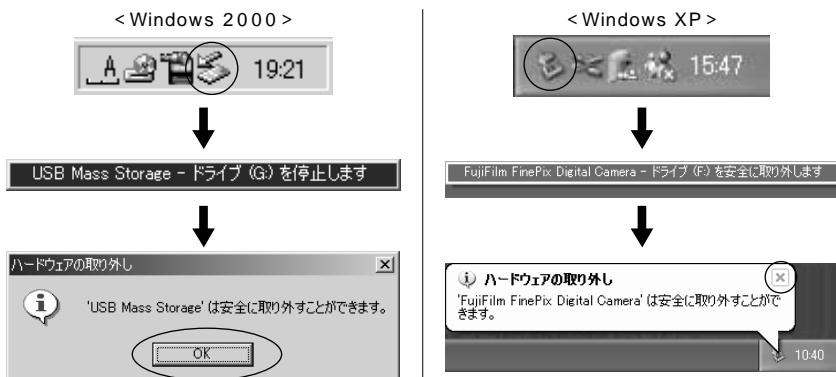 <Windows 2000>
A
19:21
USB Mass Storage - ドライブ (G:) を停止します
ハードウェアの取り外し
'USB Mass Storage' は安全に取り外すことができます。
OK
<Windows XP>
15:47
FujiFilm FinePix Digital Camera - ドライブ (F:) を安全に取り外します
ハードウェアの取り外し
'FujiFilm FinePix Digital Camera' は安全に取り外すことがで
きます。
10:40